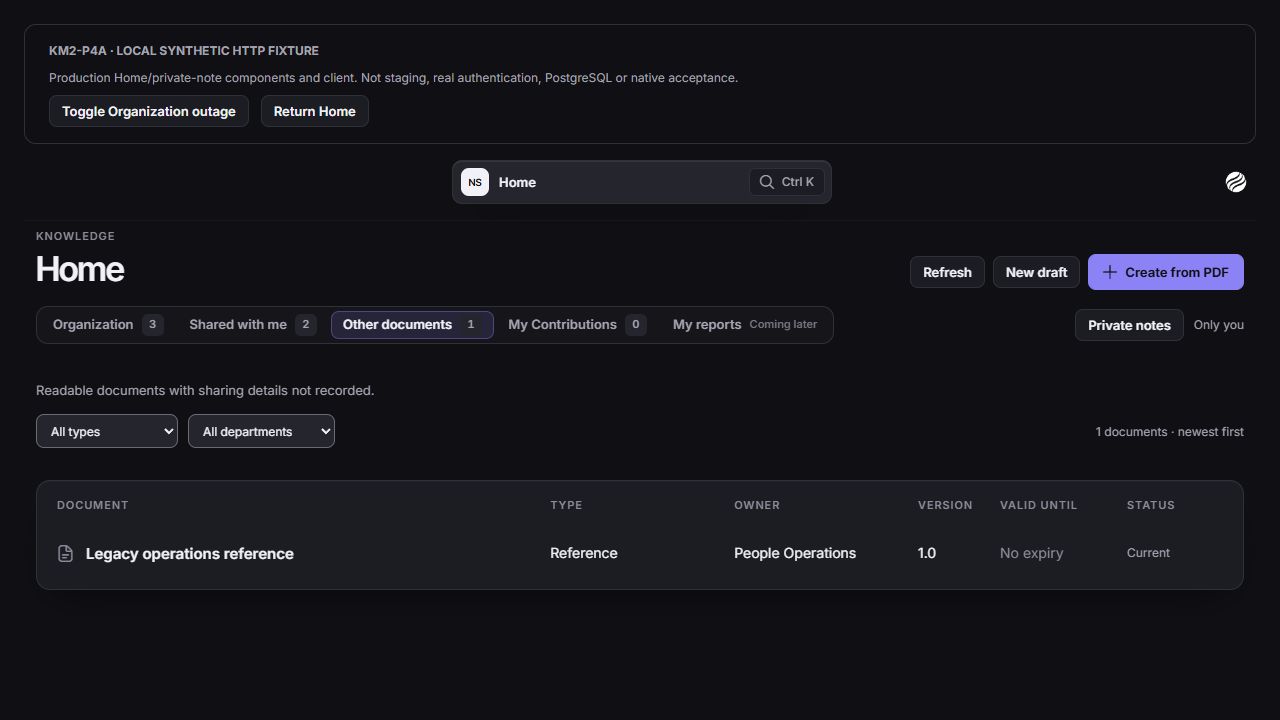 KM2-P4A · LOCAL SYNTHETIC HTTP FIXTURE
Production Home/private-note components and client. Not staging, real authentication, PostgreSQL or native acceptance.
Toggle Organization outage Return Home
NS Home Ctrl K
KNOWLEDGE
Home
Refresh New draft Create from PDF
Organization 3 Shared with me 2 Other documents 1 My Contributions 0 My reports Coming later Private notes Only you
Readable documents with sharing details not recorded.
All types All departments 1 documents · newest first
DOCUMENT TYPE OWNER VERSION VALID UNTIL STATUS
Legacy operations reference Reference People Operations 1.0 No expiry Current